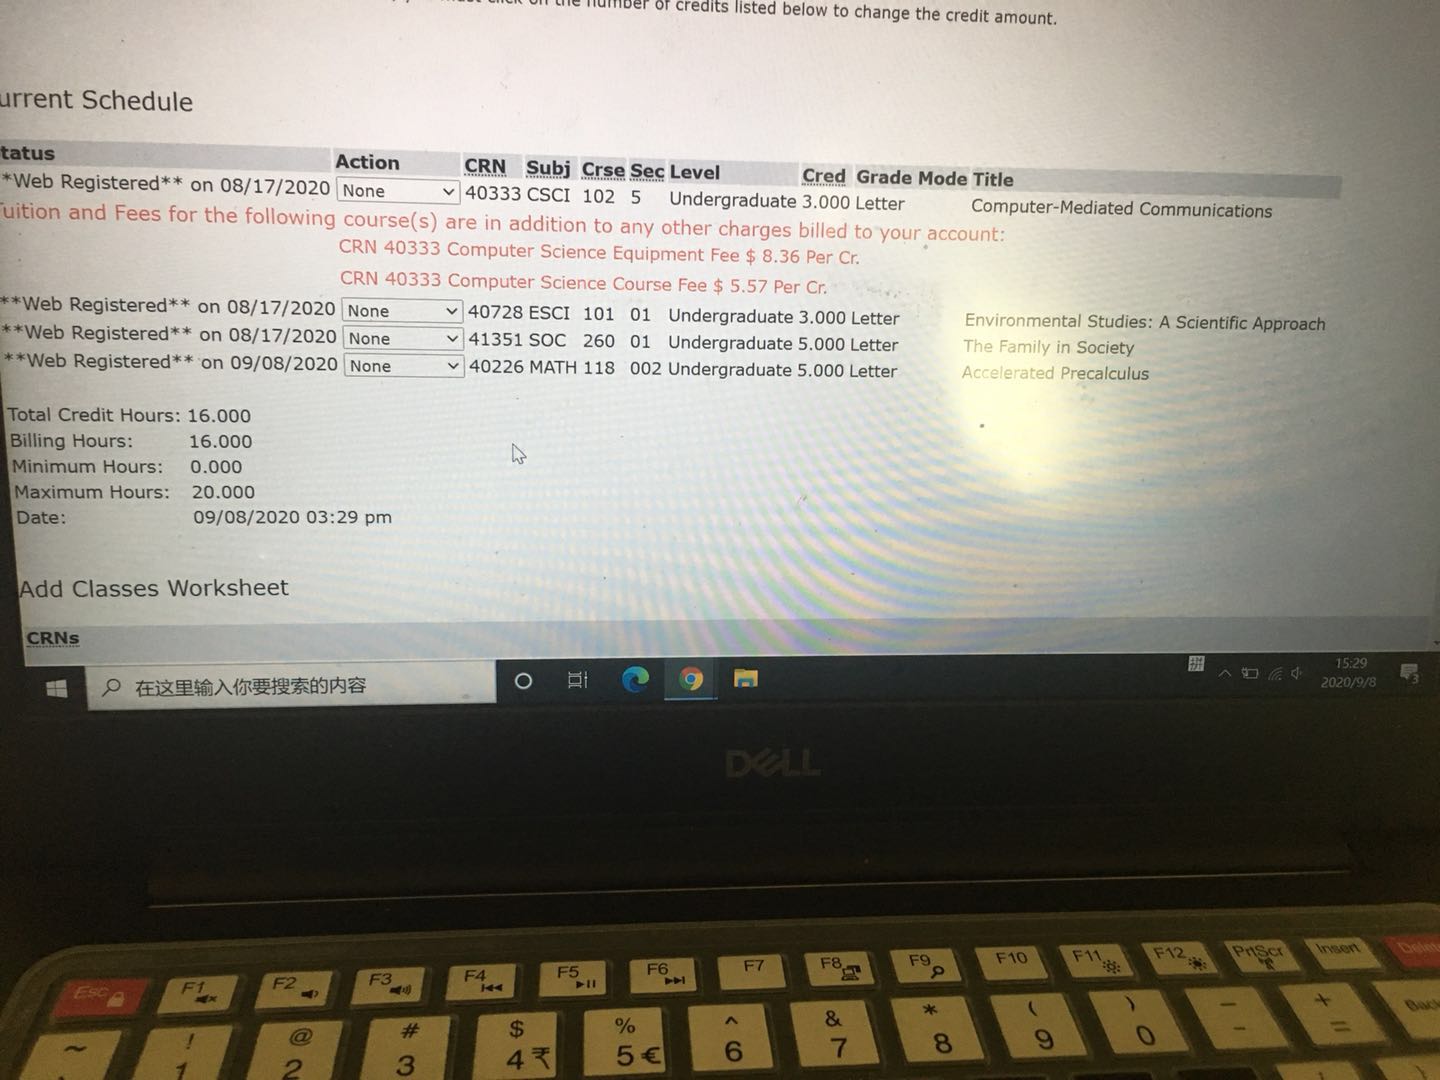 number of credits listed below to change the credit amount.
urrent Schedule
tatus Action CRN Subj Crse Sec Level Cred Grade Mode Title
*Web Registered** on 08/17/2020 None 40333 CSCI 102 5 Undergraduate 3.000 Letter Computer-Mediated Communications
uition and Fees for the following course(s) are in addition to any other charges billed to your account:
CRN 40333 Computer Science Equipment Fee $ 8.36 Per Cr.
CRN 40333 Computer Science Course Fee $ 5.57 Per Cr.
**Web Registered** on 08/17/2020 None 40728 ESCI 101 01 Undergraduate 3.000 Letter Environmental Studies: A Scientific Approach
**Web Registered** on 08/17/2020 None 41351 SOC 260 01 Undergraduate 5.000 Letter The Family in Society
**Web Registered** on 09/08/2020 None 40226 MATH 118 002 Undergraduate 5.000 Letter Accelerated Precalculus
Total Credit Hours: 16.000
Billing Hours: 16.000
Minimum Hours: 0.000
Maximum Hours: 20.000
Date: 09/08/2020 03:29 pm
Add Classes Worksheet
CRNs
在这里输入你要搜索的内容
拼
15:29
2020/9/8
3
DELL
Esc F1 F2 F3 F4 F5 F6 F7 F8 F9 F10 F11 F12 PrtScr Insert Delete
~ ! @ # $ % ^ & * ( ) _ + Back
1 2 3 4 ₹ 5 € 6 7 8 9 0 - =